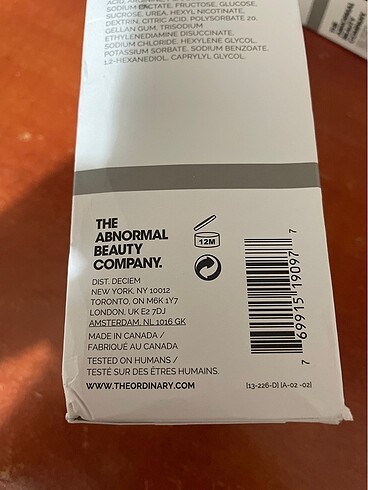 SODIUM LACTATE, FRUCTOSE, GLUCOSE,
SUCROSE, UREA, HEXYL NICOTINATE,
DEXTRIN, CITRIC ACID, POLYSORBATE 20,
GELLAN GUM, TRISODIUM
ETHYLENEDIAMINE DISUCCINATE,
SODIUM CHLORIDE, HEXYLENE GLYCOL,
POTASSIUM SORBATE, SODIUM BENZOATE,
1,2-HEXANEDIOL, CAPRYLYL GLYCOL.
THE
ABNORMAL
BEAUTY
COMPANY.
12M
DIST. DECIEM
NEW YORK, NY 10012
TORONTO, ON M6K 1Y7
LONDON, UK E2 7DJ
AMSTERDAM, NL 1016 GK
MADE IN CANADA /
FABRIQUÉ AU CANADA
TESTED ON HUMANS /
TESTÉ SUR DES ÊTRES HUMAINS.
WWW.THEORDINARY.COM
7 69915 19097 7
(13-226-D) (A-02 -02)